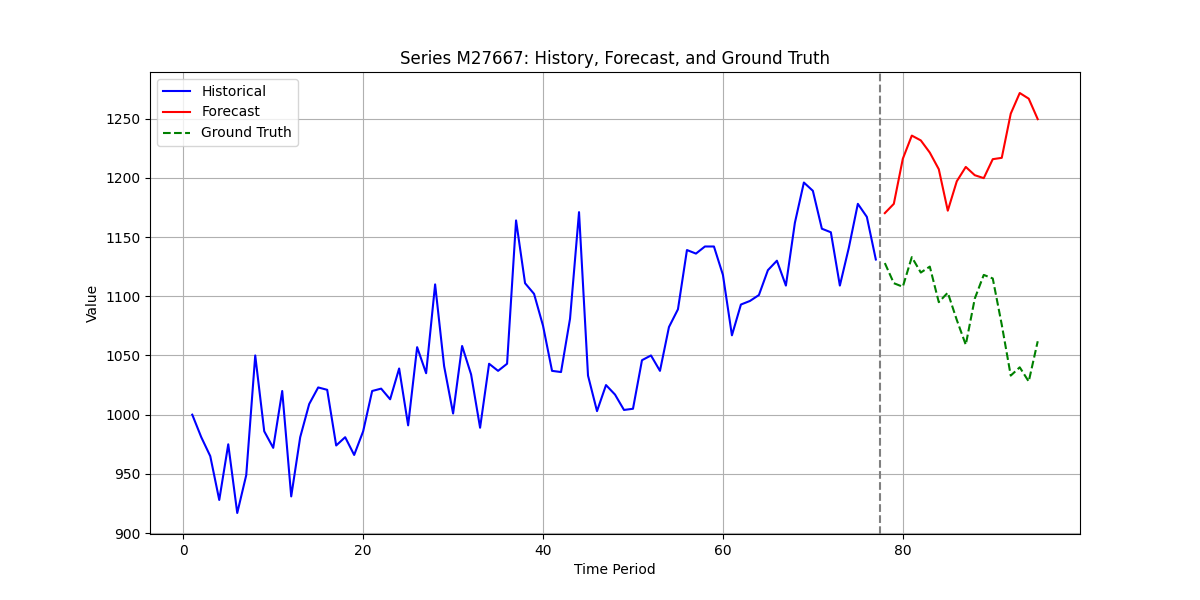 Series M27667: History, Forecast, and Ground Truth
Historical
Forecast
Ground Truth
1250
1200
1150
1100
1050
1000
950
900
Value
0 20 40 60 80
Time Period